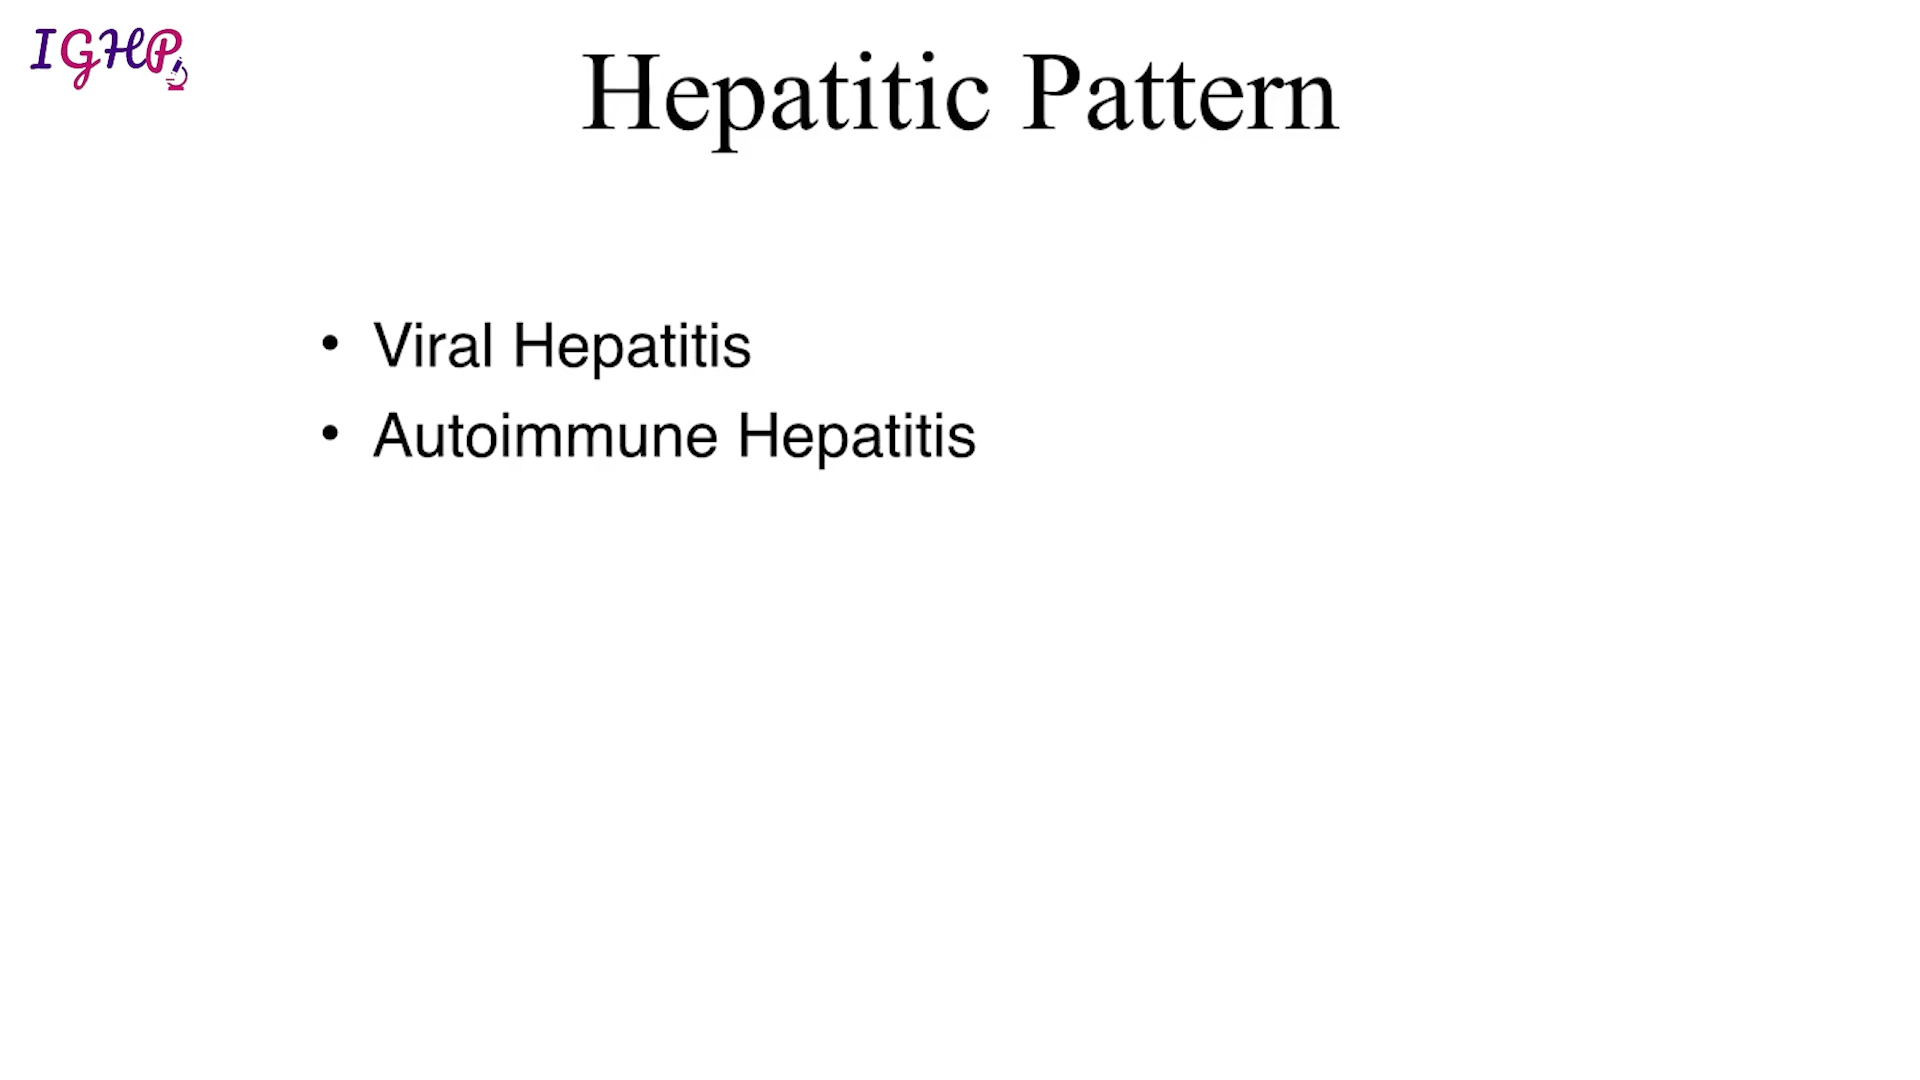 IGHP
Hepatitic Pattern
• Viral Hepatitis
• Autoimmune Hepatitis